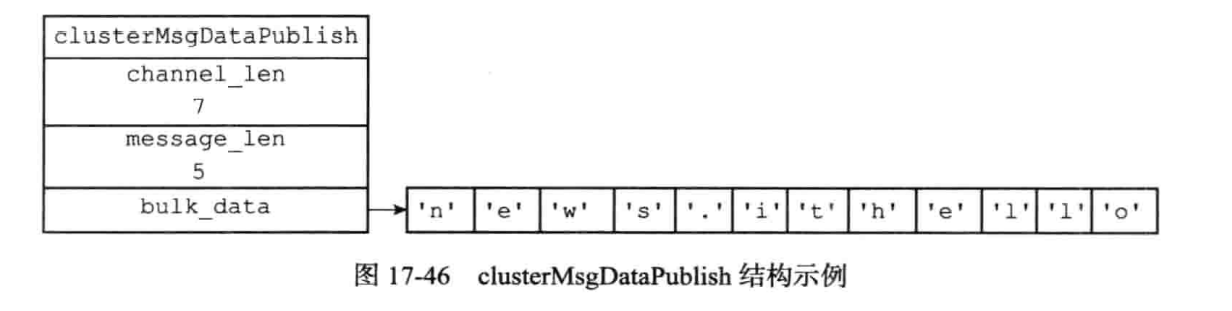 clusterMsgDataPublish
channel_len
7
message_len
5
bulk_data
'n' 'e' 'w' 's' '.' 'i' 't' 'h' 'e' 'l' 'l' 'o'
图 17-46 clusterMsgDataPublish 结构示例